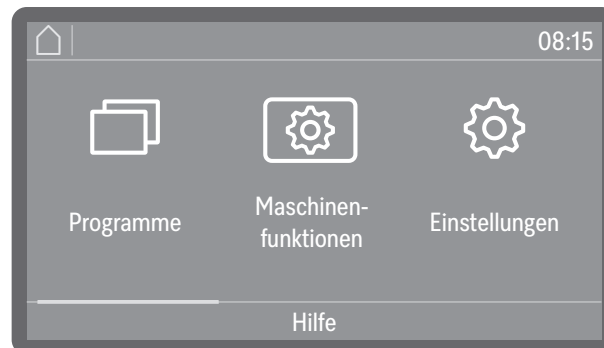 08:15
Programme
Maschinen-
funktionen
Einstellungen
Hilfe